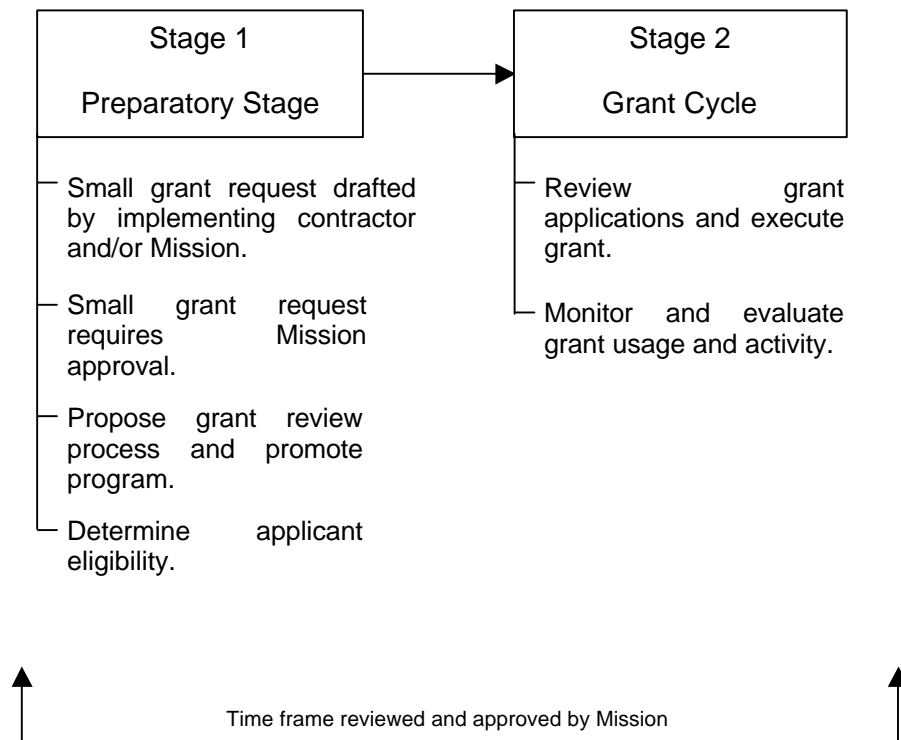 Stage 1
Preparatory Stage
Stage 2
Grant Cycle
Small grant request drafted
by implementing contractor
and/or Mission.
Small grant request
requires Mission
approval.
Propose grant review
process and promote
program.
Determine applicant
eligibility.
Review grant
applications and execute
grant.
Monitor and evaluate
grant usage and activity.
Time frame reviewed and approved by Mission